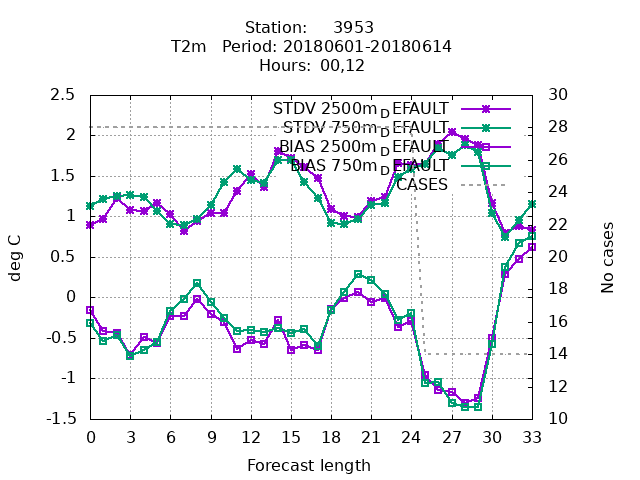 Station: 3953
T2m Period: 20180601-20180614
Hours: 00,12
2.5
2
1.5
1
0.5
0
-0.5
-1
-1.5
deg C
STDV 2500m_DEFAULT
STDV 750m_DEFAULT
BIAS 2500m_DEFAULT
BIAS 750m_DEFAULT
CASES
30
28
26
24
22
20
18
16
14
12
10
No cases
0 3 6 9 12 15 18 21 24 27 30 33
Forecast length